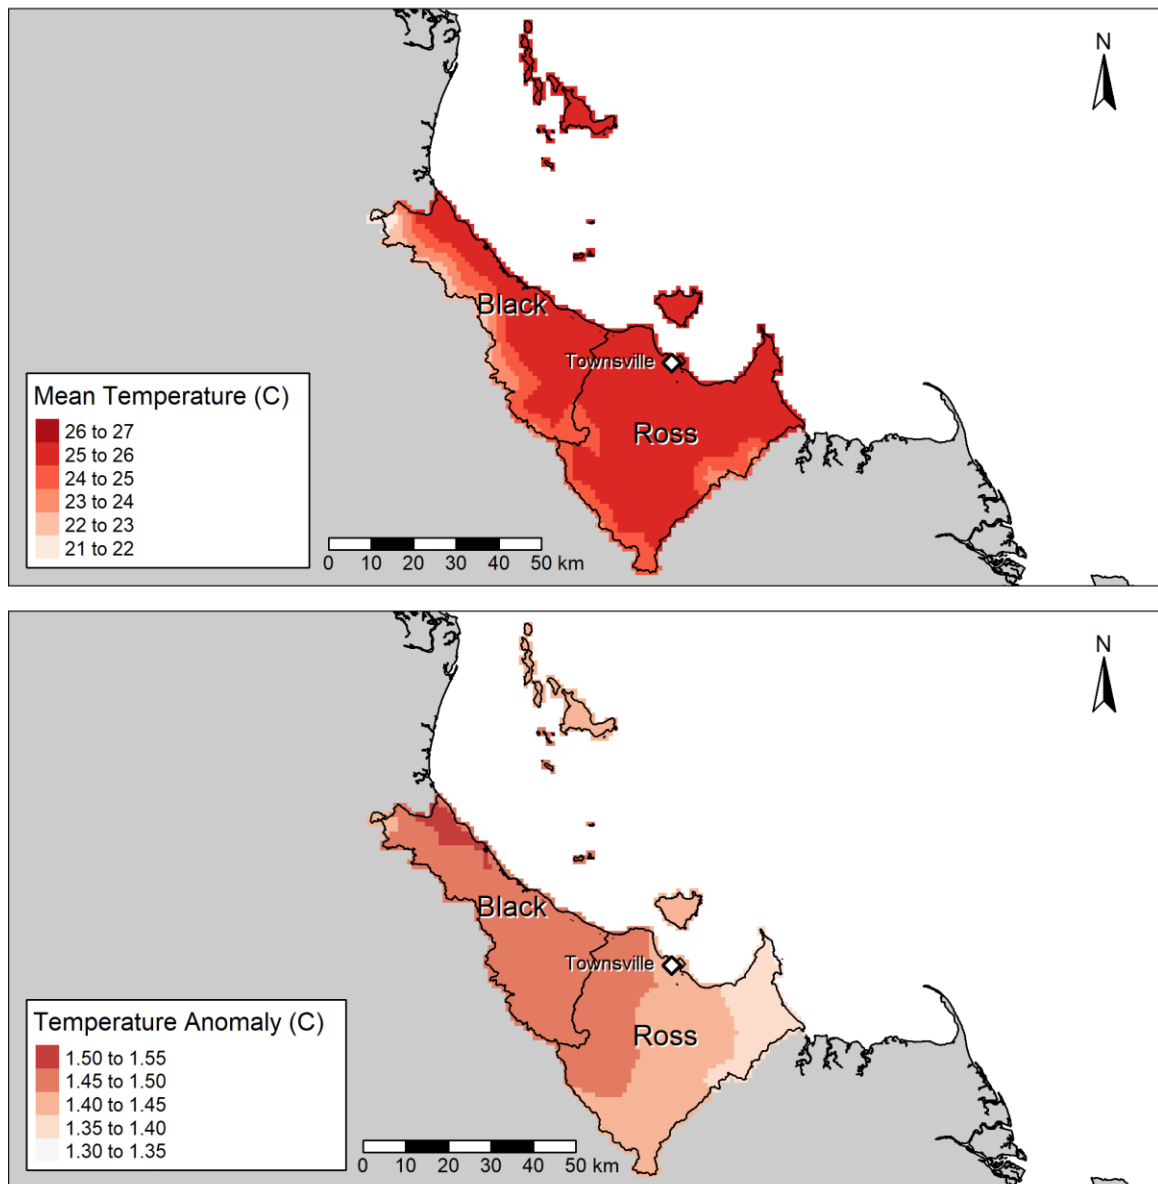 N
Black
Townsville
Ross
Mean Temperature (C)
26 to 27
25 to 26
24 to 25
23 to 24
22 to 23
21 to 22
0 10 20 30 40 50 km
N
Black
Townsville
Ross
Temperature Anomaly (C)
1.50 to 1.55
1.45 to 1.50
1.40 to 1.45
1.35 to 1.40
1.30 to 1.35
0 10 20 30 40 50 km